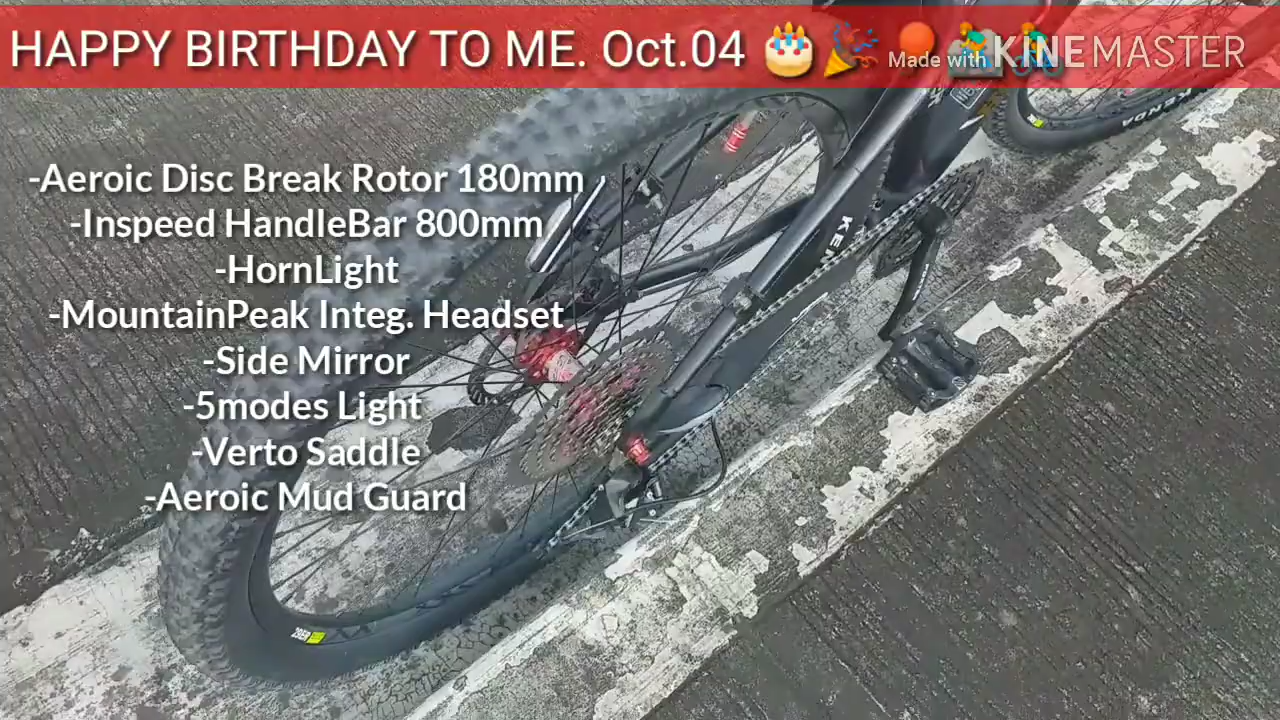 HAPPY BIRTHDAY TO ME. Oct.04 🎂🎉
Made with KINEMASTER
-Aeroic Disc Break Rotor 180mm
-Inspeed HandleBar 800mm
-HornLight
-MountainPeak Integ. Headset
-Side Mirror
-5modes Light
-Verto Saddle
-Aeroic Mud Guard
KENDA